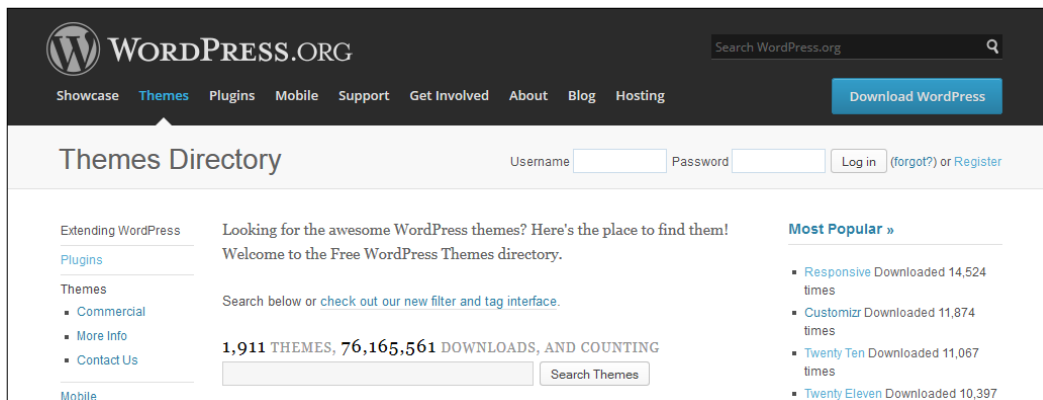 WORDPRESS.ORG
Search WordPress.org
Showcase Themes Plugins Mobile Support Get Involved About Blog Hosting
Download WordPress
Themes Directory
Username
Password
Log in (forgot?) or Register
Extending WordPress
Plugins
Themes
Commercial
More Info
Contact Us
Mobile
Looking for the awesome WordPress themes? Here's the place to find them!
Welcome to the Free WordPress Themes directory.
Search below or check out our new filter and tag interface.
1,911 THEMES, 76,165,561 DOWNLOADS, AND COUNTING
Search Themes
Most Popular »
Responsive Downloaded 14,524
times
Customizr Downloaded 11,874
times
Twenty Ten Downloaded 11,067
times
Twenty Eleven Downloaded 10,397